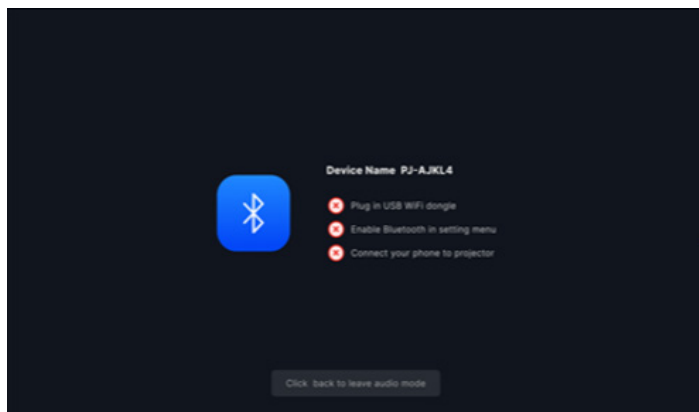 Device Name PJ-AJKL4
Plug in USB WiFi dongle
Enable Bluetooth in setting menu
Connect your phone to projector
Click back to leave audio mode